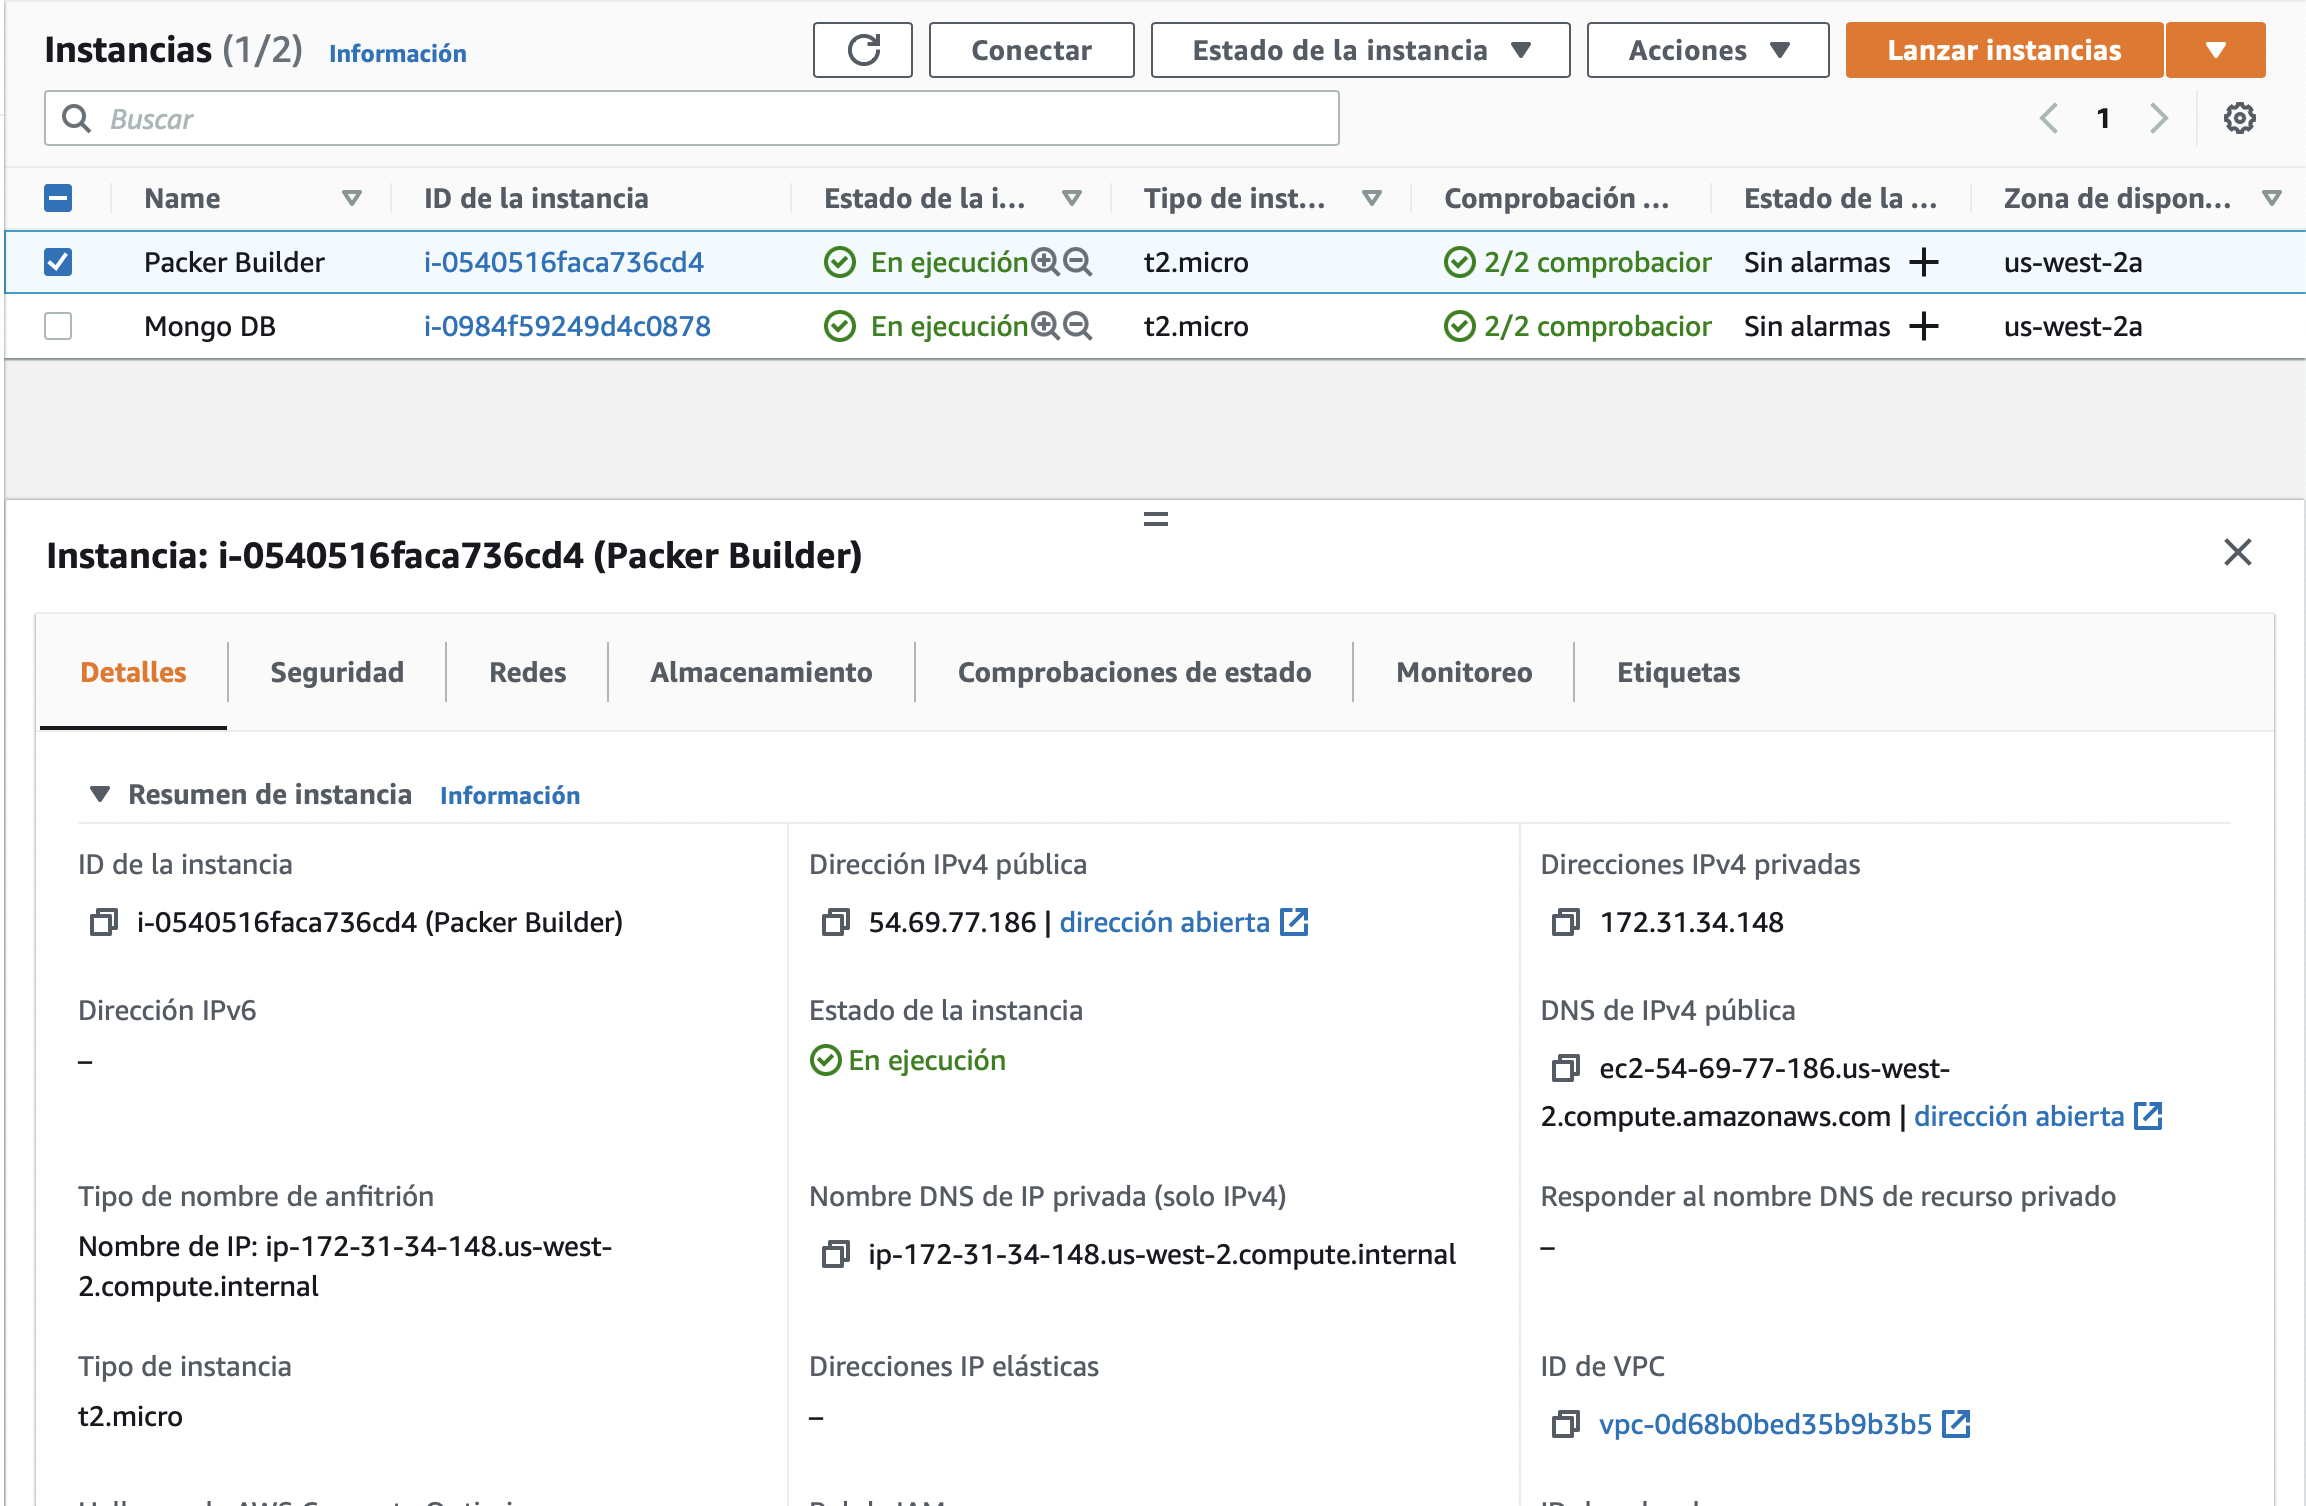 Instancias (1/2) Información Conectar Estado de la instancia Acciones Lanzar instancias
Buscar 1
Name ID de la instancia Estado de la i... Tipo de inst... Comprobación ... Estado de la ... Zona de dispon...
Packer Builder i-0540516faca736cd4 En ejecución t2.micro 2/2 comprobacior Sin alarmas + us-west-2a
Mongo DB i-0984f59249d4c0878 En ejecución t2.micro 2/2 comprobacior Sin alarmas + us-west-2a
Instancia: i-0540516faca736cd4 (Packer Builder)
Detalles Seguridad Redes Almacenamiento Comprobaciones de estado Monitoreo Etiquetas
Resumen de instancia Información
ID de la instancia
i-0540516faca736cd4 (Packer Builder)
Dirección IPv4 pública
54.69.77.186 | dirección abierta
Direcciones IPv4 privadas
172.31.34.148
Dirección IPv6
–
Estado de la instancia
En ejecución
DNS de IPv4 pública
ec2-54-69-77-186.us-west-
2.compute.amazonaws.com | dirección abierta
Tipo de nombre de anfitrión
Nombre de IP: ip-172-31-34-148.us-west-
2.compute.internal
Nombre DNS de IP privada (solo IPv4)
ip-172-31-34-148.us-west-2.compute.internal
Responder al nombre DNS de recurso privado
–
Tipo de instancia
t2.micro
Direcciones IP elásticas
–
ID de VPC
vpc-0d68b0bed35b9b3b5